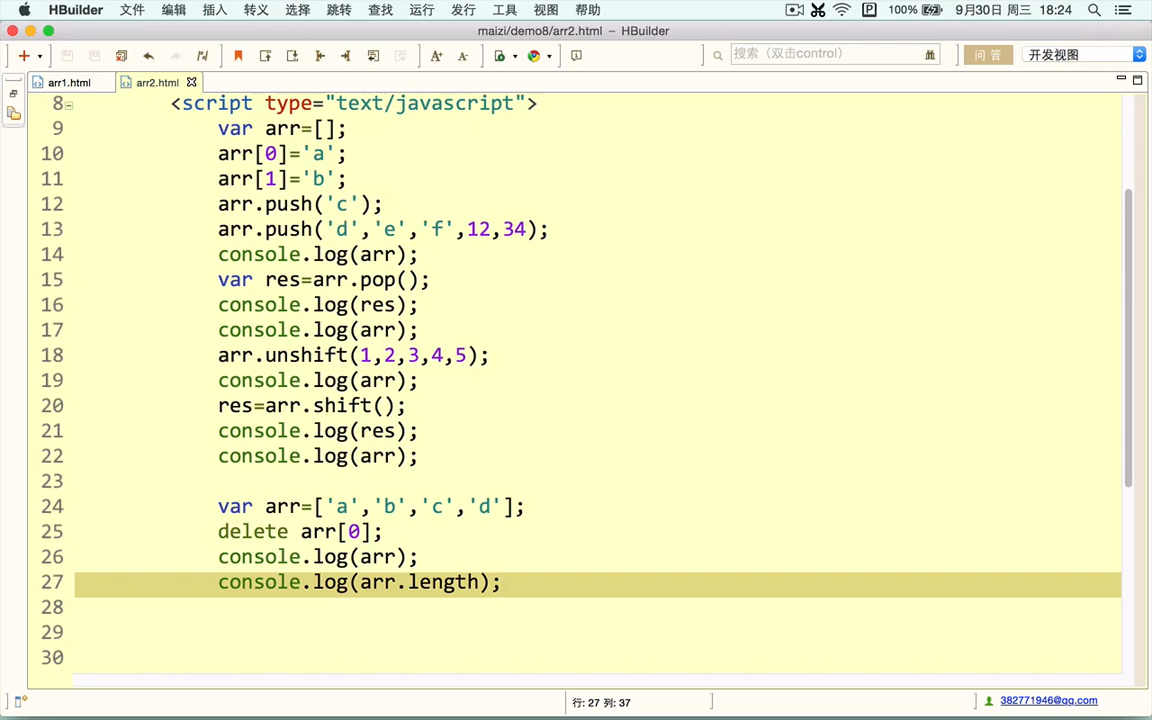 HBuilder 文件 编辑 插入 转义 选择 跳转 查找 运行 发行 工具 视图 帮助 100% 9月30日 周三 18:24
maizi/demo8/arr2.html – HBuilder
搜索（双击control） 问 答 开发视图
arr1.html arr2.html
8 <script type="text/javascript">
9 var arr=[];
10 arr[0]='a';
11 arr[1]='b';
12 arr.push('c');
13 arr.push('d','e','f',12,34);
14 console.log(arr);
15 var res=arr.pop();
16 console.log(res);
17 console.log(arr);
18 arr.unshift(1,2,3,4,5);
19 console.log(arr);
20 res=arr.shift();
21 console.log(res);
22 console.log(arr);
23
24 var arr=['a','b','c','d'];
25 delete arr[0];
26 console.log(arr);
27 console.log(arr.length);
28
29
30
行: 27 列: 37
382771946@qq.com